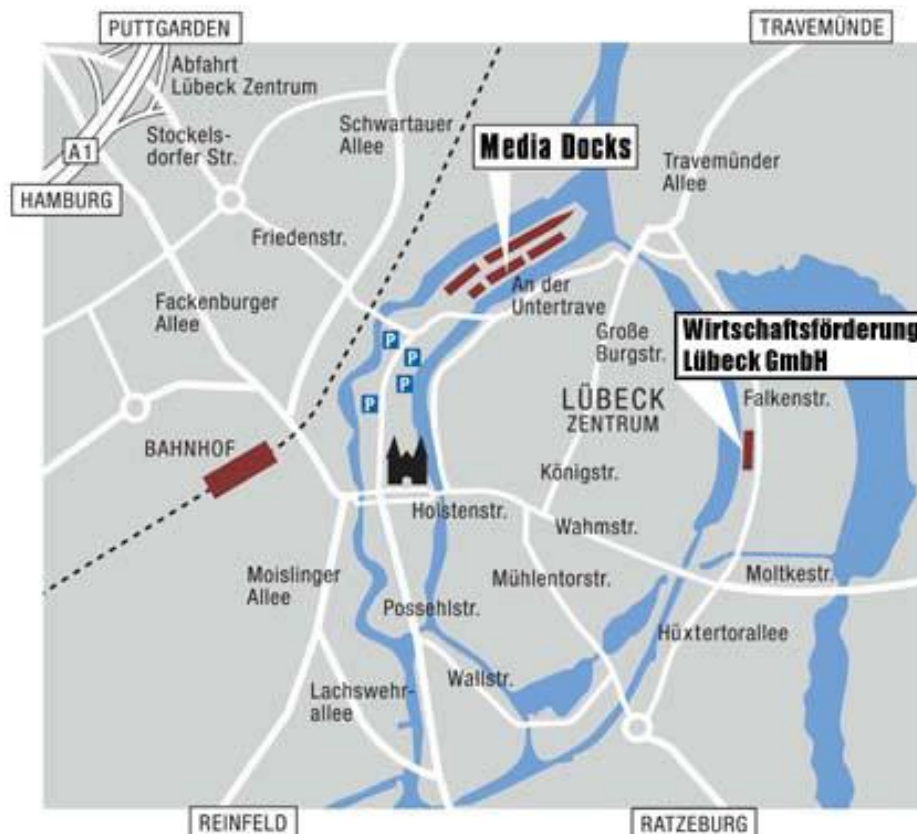 PUTTGARDEN
TRAVEMÜNDE
Abfahrt
Lübeck Zentrum
Stockels-
dorfer Str.
Schwartauer
Allee
A1
HAMBURG
Media Docks
Travemünder
Allee
Friedenstr.
An der
Untertrave
Fackenburger
Allee
Große
Burgstr.
Wirtschaftsförderung
Lübeck GmbH
P
P
P
P
LÜBECK
ZENTRUM
Falkenstr.
BAHNHOF
Königstr.
Holstenstr.
Wahmstr.
Moislinger
Allee
Mühlentorstr.
Moltkestr.
Possehlstr.
Hüxtertorallee
Wallstr.
Lachswehr-
allee
REINFELD
RATZEBURG